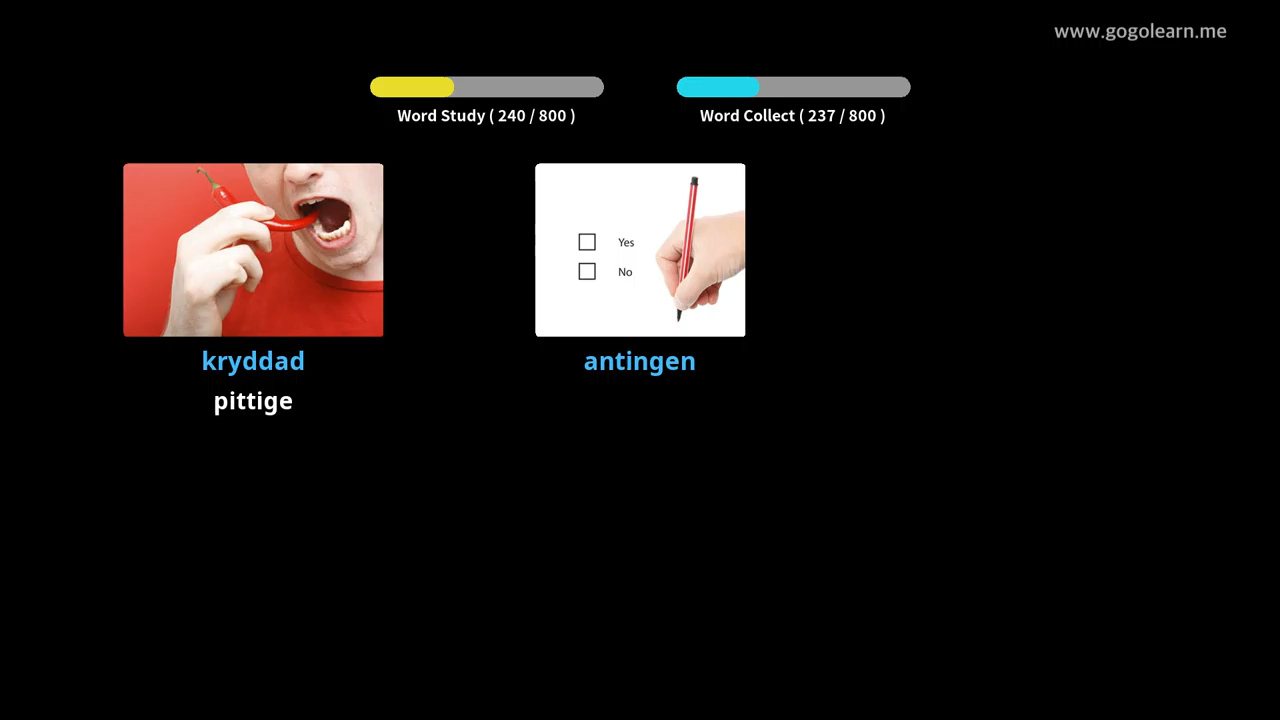 www.gogolearn.me
Word Study ( 240 / 800 )
Word Collect ( 237 / 800 )
Yes
No
kryddad
antingen
pittige